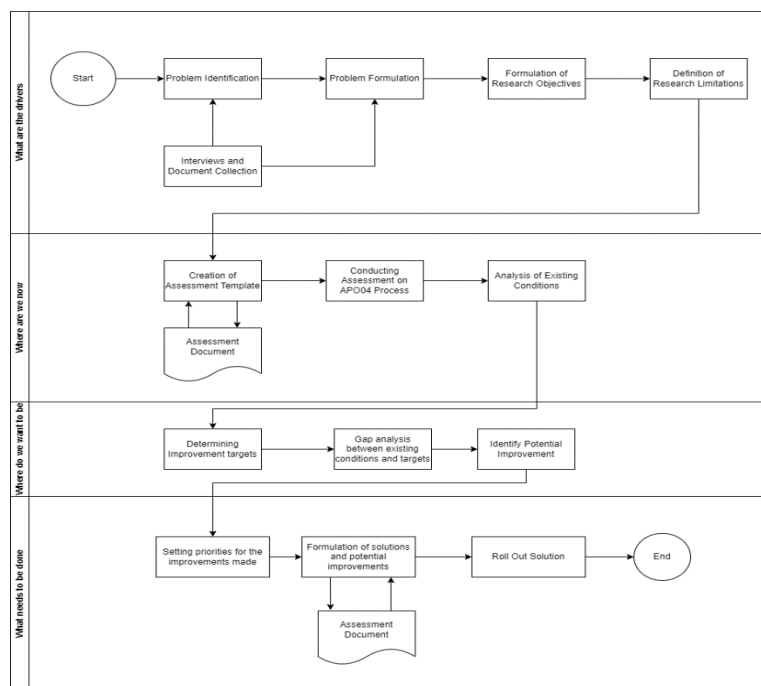 What are the drivers
Start
Problem Identification
Problem Formulation
Formulation of
Research Objectives
Definition of
Research Limitations
Interviews and
Document Collection
Where are we now
Creation of
Assessment Template
Conducting
Assessment on
APO04 Process
Analysis of Existing
Conditions
Assessment
Document
Where do we want to be
Determining
Improvement targets
Gap analysis
between existing
conditions and targets
Identify Potential
Improvement
What needs to be done
Setting priorities for the
improvements made
Formulation of solutions
and potential
improvements
Roll Out Solution
End
Assessment
Document